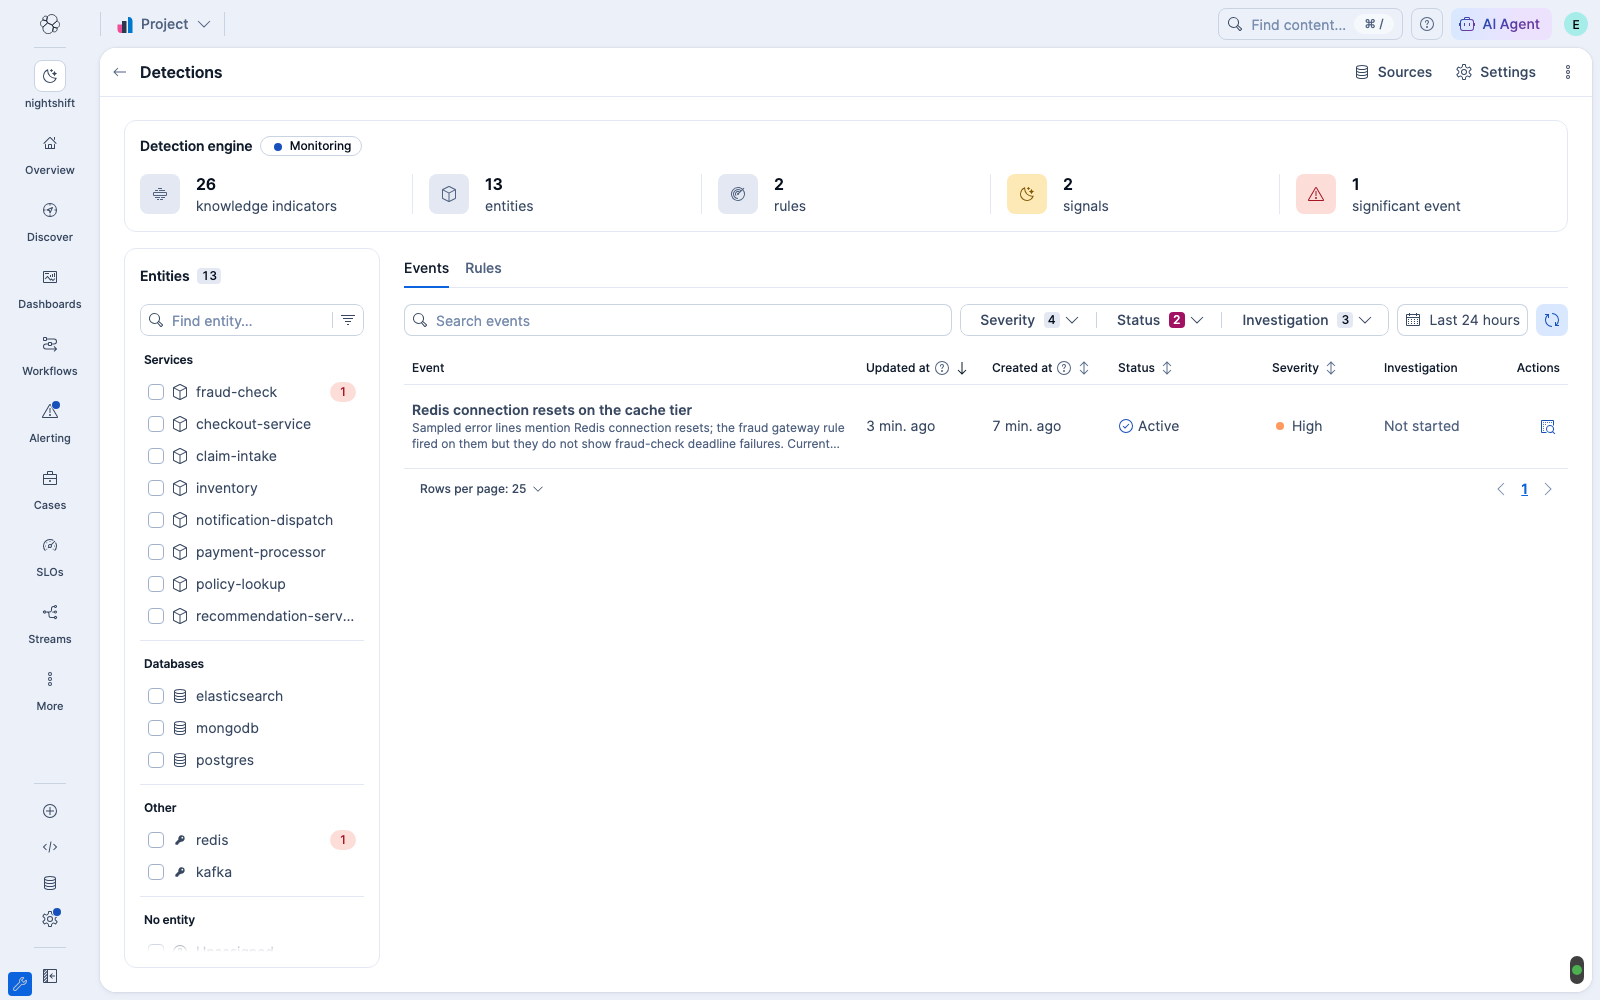 Project
Find content...
⌘ /
AI Agent
E
nightshift
Overview
Discover
Dashboards
Workflows
Alerting
Cases
SLOs
Streams
More
Detections
Sources
Settings
Detection engine
Monitoring
26
knowledge indicators
13
entities
2
rules
2
signals
1
significant event
Entities 13
Find entity...
Services
fraud-check 1
checkout-service
claim-intake
inventory
notification-dispatch
payment-processor
policy-lookup
recommendation-serv...
Databases
elasticsearch
mongodb
postgres
Other
redis 1
kafka
No entity
Unassigned
Events Rules
Search events
Severity 4
Status 2
Investigation 3
Last 24 hours
Event Updated at Created at Status Severity Investigation Actions
Redis connection resets on the cache tier
Sampled error lines mention Redis connection resets; the fraud gateway rule
fired on them but they do not show fraud-check deadline failures. Current...
3 min. ago 7 min. ago Active High Not started
Rows per page: 25
1